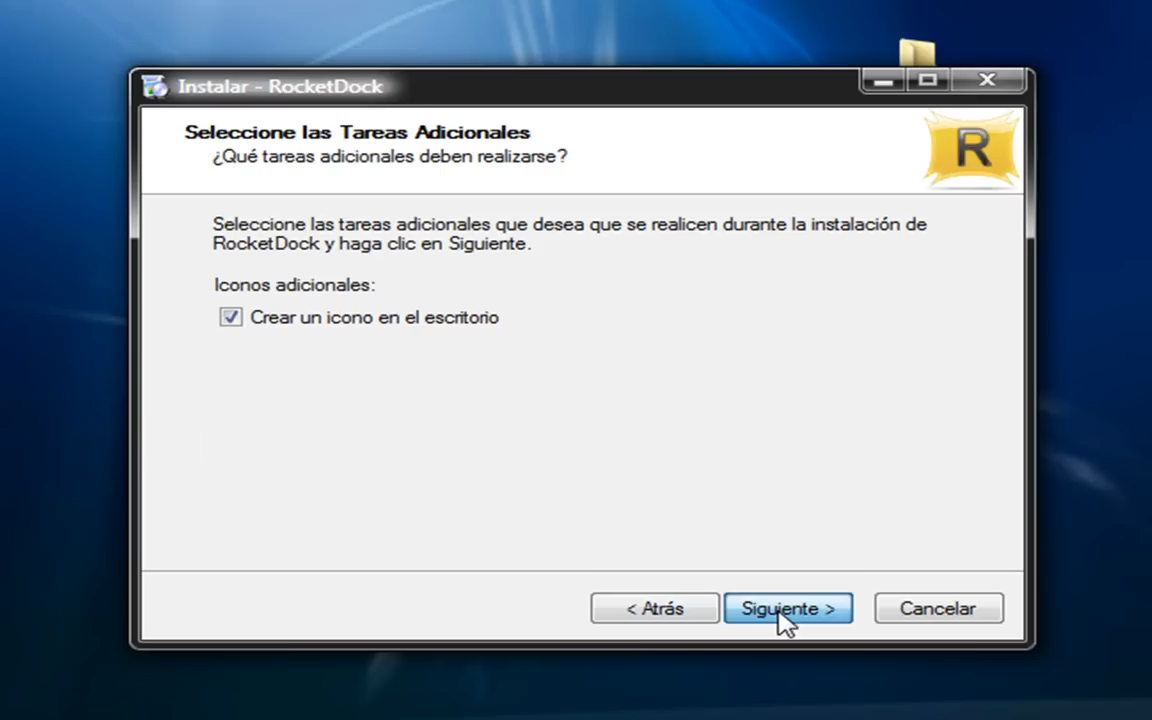 Instalar - RocketDock
Seleccione las Tareas Adicionales
¿Qué tareas adicionales deben realizarse?
R
Seleccione las tareas adicionales que desea que se realicen durante la instalación de
RocketDock y haga clic en Siguiente.
Iconos adicionales:
Crear un icono en el escritorio
< Atrás
Siguiente >
Cancelar